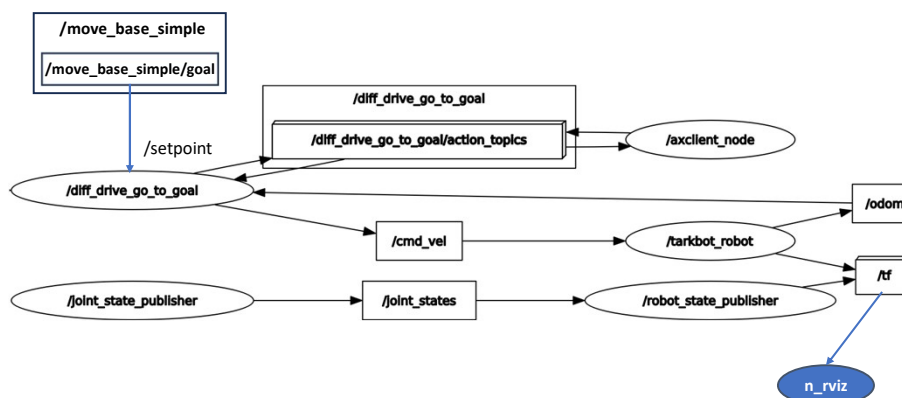 /move_base_simple
/move_base_simple/goal
/diff_drive_go_to_goal
/diff_drive_go_to_goal/action_topics
/axclient_node
/setpoint
/diff_drive_go_to_goal
/odom
/cmd_vel
/tarkbot_robot
/tf
/joint_state_publisher
/joint_states
/robot_state_publisher
n_rviz